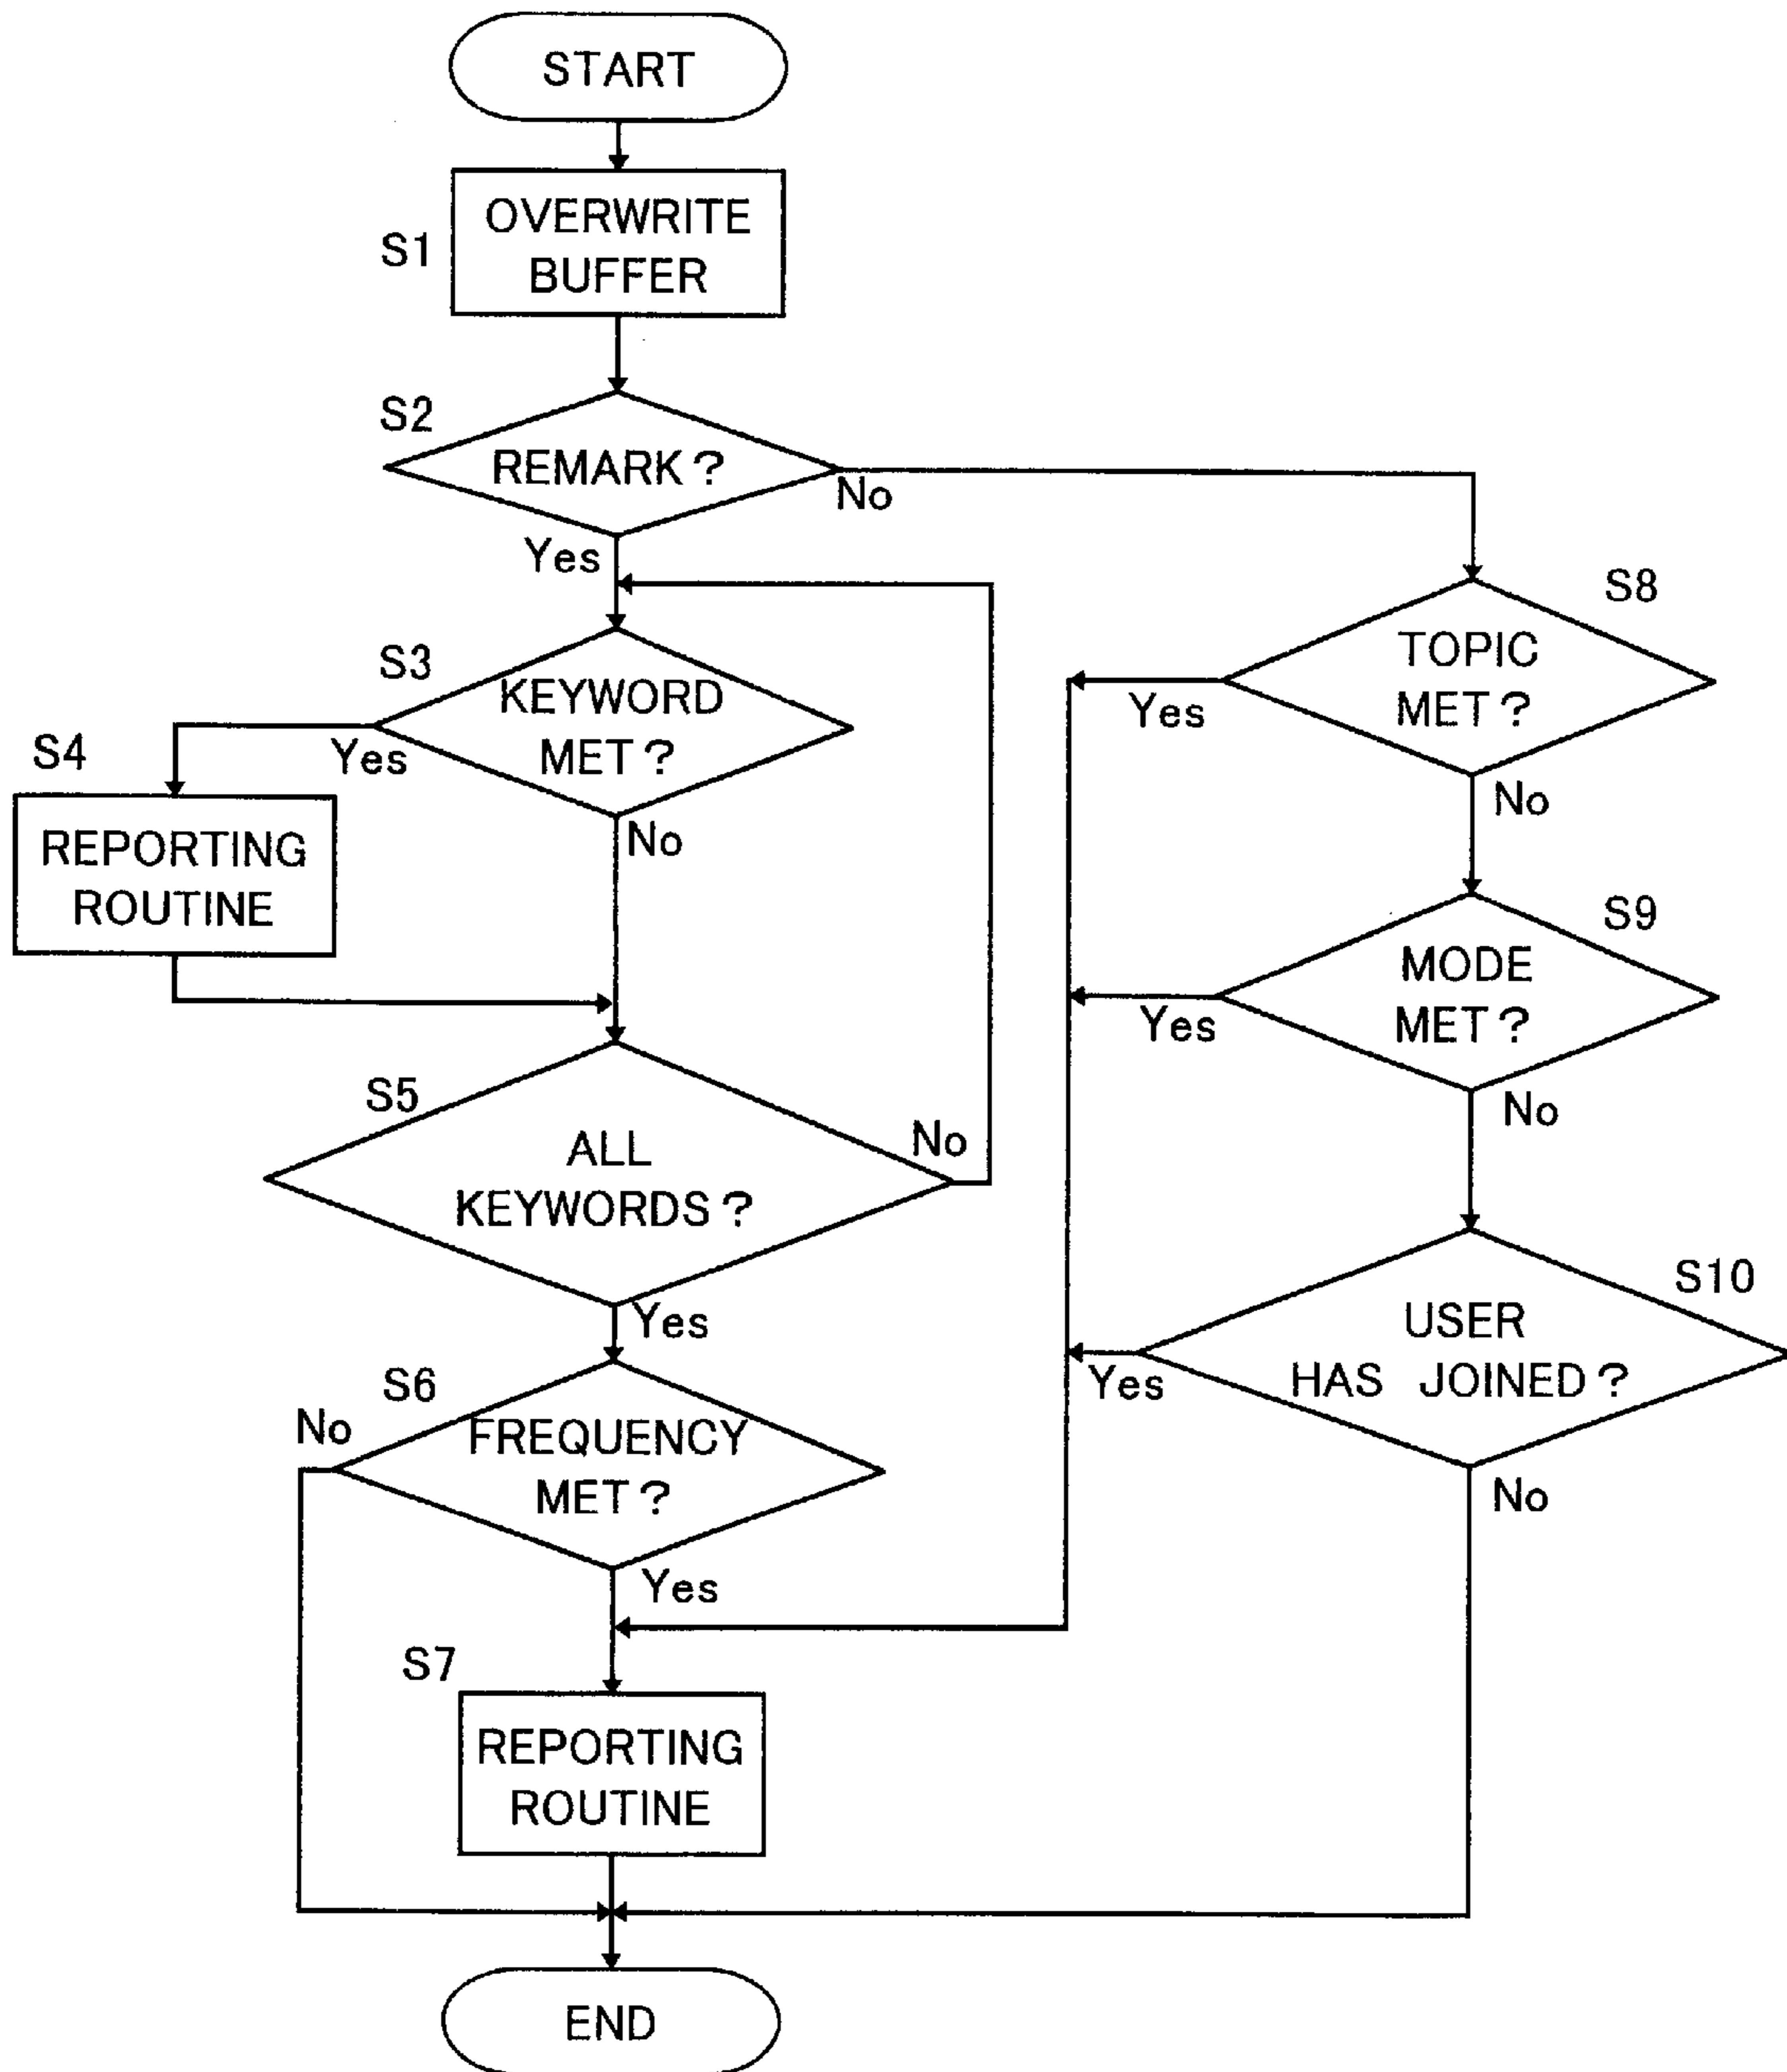 START
S1
OVERWRITE
BUFFER
S2
REMARK?
No
Yes
S3
KEYWORD
MET?
Yes
No
S4
REPORTING
ROUTINE
S5
ALL
KEYWORDS?
No
Yes
S6
FREQUENCY
MET?
No
Yes
S7
REPORTING
ROUTINE
S8
TOPIC
MET?
Yes
No
S9
MODE
MET?
Yes
No
S10
USER
HAS JOINED?
Yes
No
END